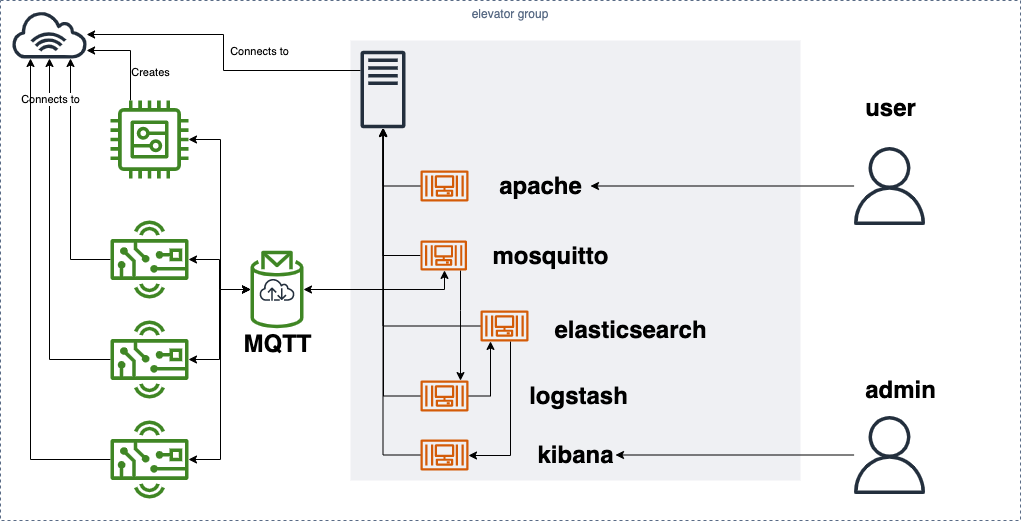 elevator group
Connects to
Creates
Connects to
user
apache
mosquitto
elasticsearch
MQTT
admin
logstash
kibana